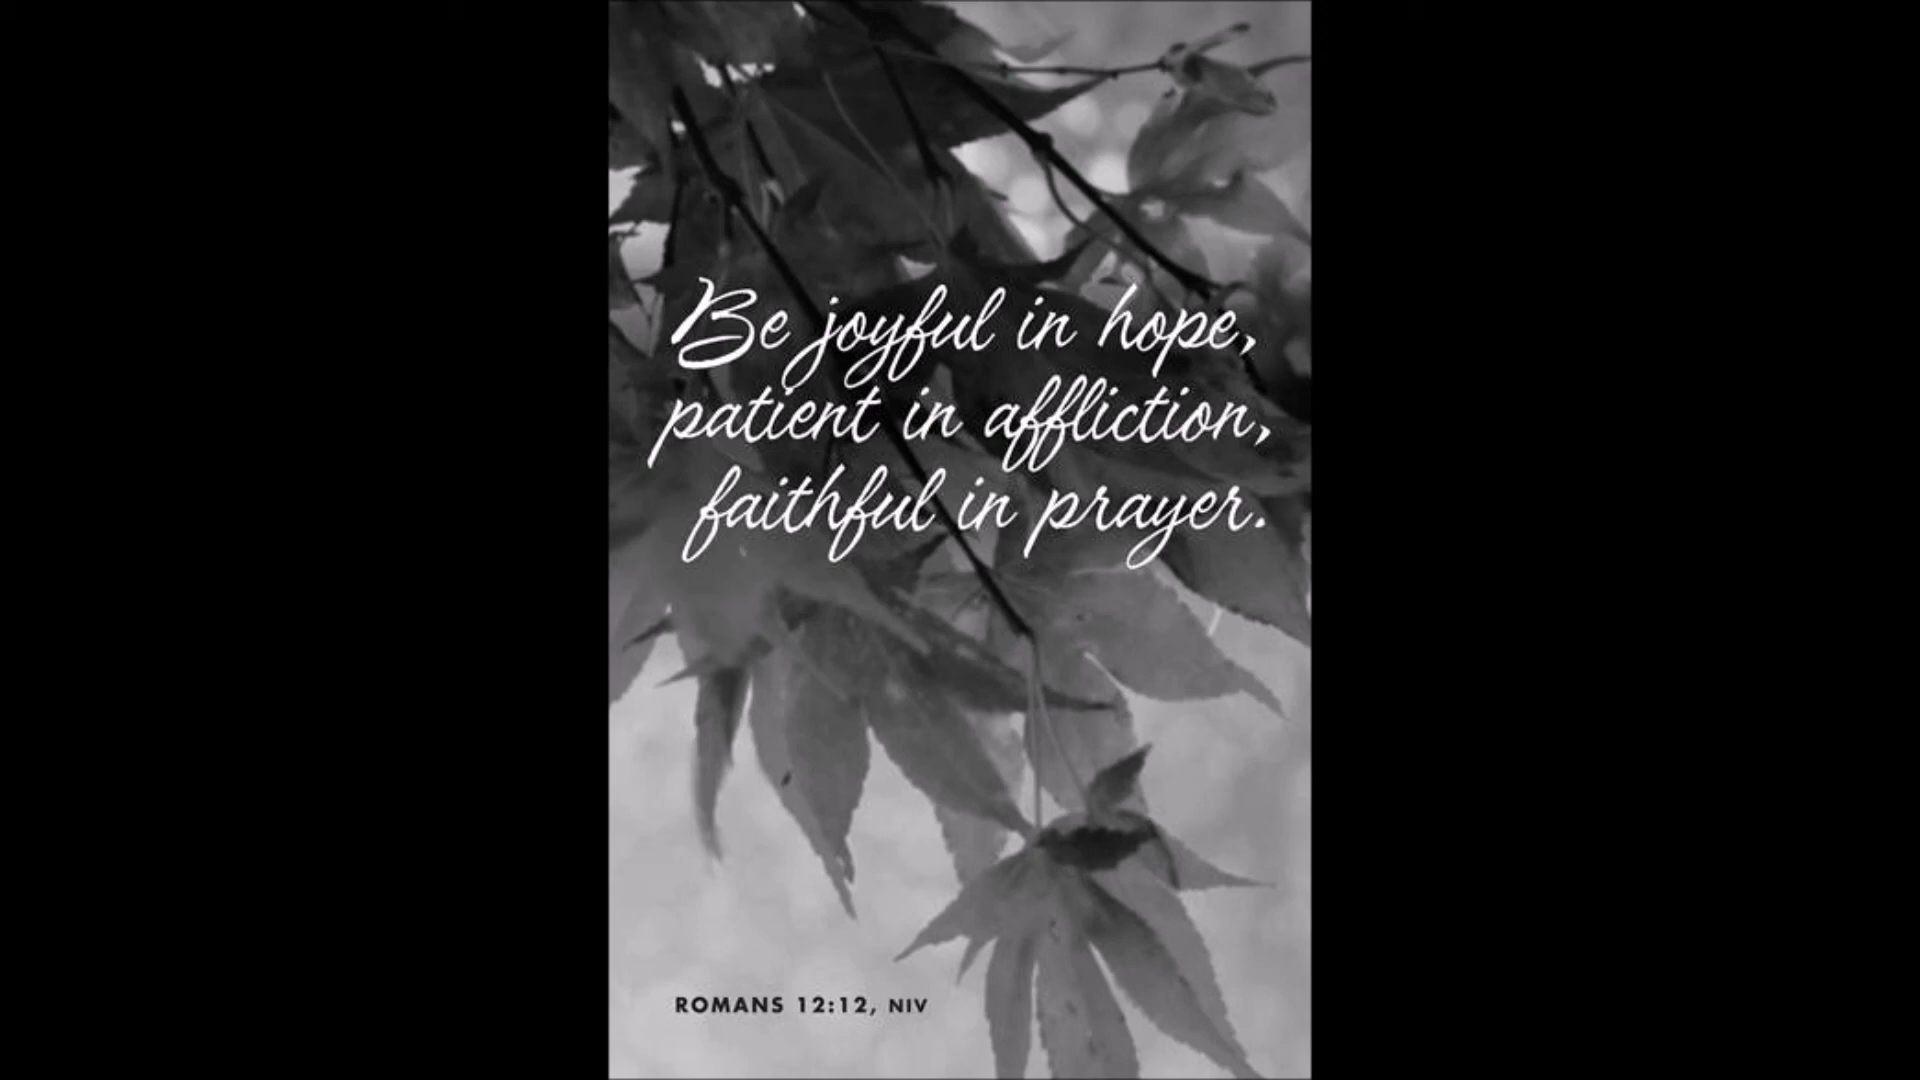 Be joyful in hope,
patient in affliction,
faithful in prayer.
ROMANS 12:12, NIV